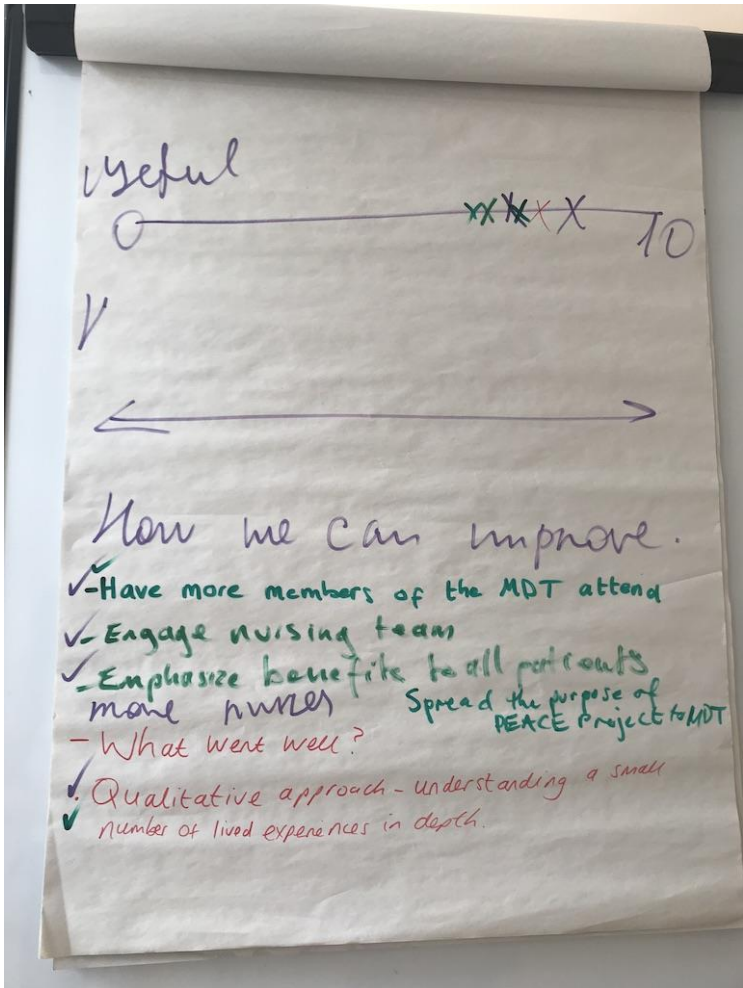 Useful
0 XX XX X X 10
V
How we can improve.
-Have more members of the MDT attend
- Engage nursing team
- Emphasize benefits to all patients
more nurses
Spread the purpose of
PEACE Project to MDT
- What went well?
. Qualitative approach - understanding a small
number of lived experiences in depth.